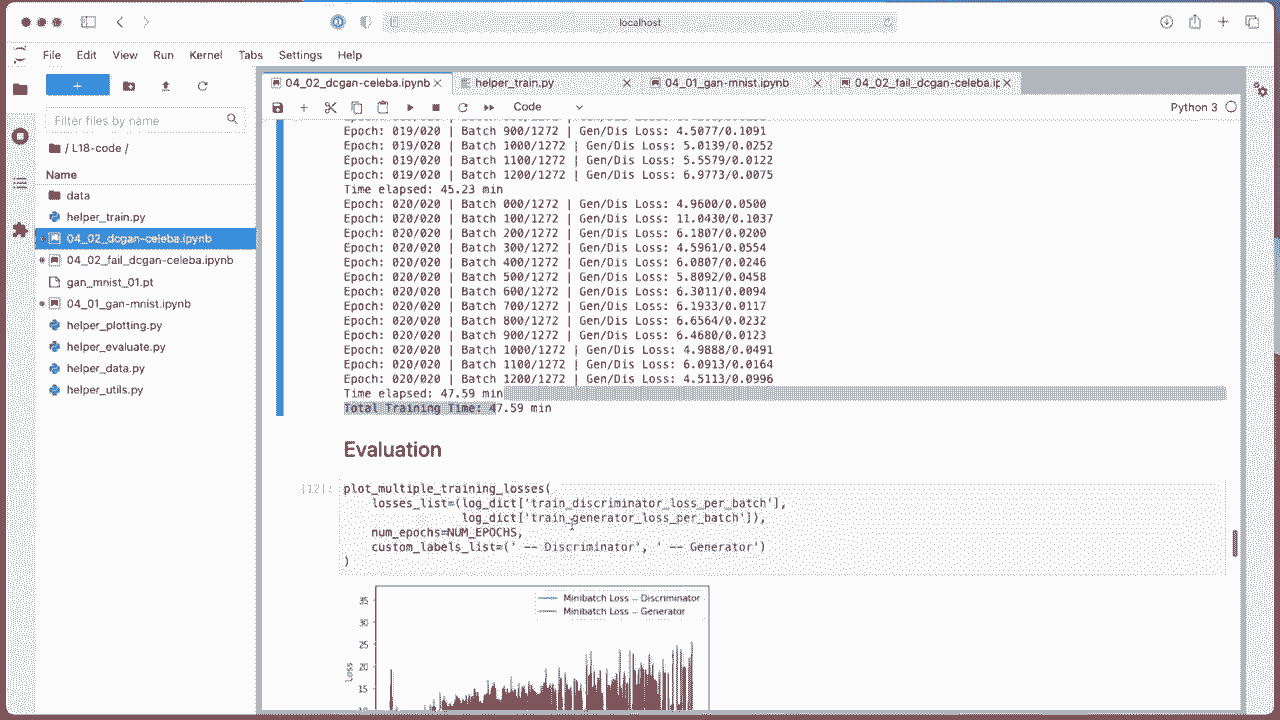 localhost
File Edit View Run Kernel Tabs Settings Help
04_02_dcgan-celeba.ipynb helper_train.py 04_01_gan-mnist.ipynb 04_02_fail_dcgan-celeba.ip
Code Python 3
Filter files by name
/ L18-code /
Name
data
helper_train.py
04_02_dcgan-celeba.ipynb
04_02_fail_dcgan-celeba.ipynb
gan_mnist_01.pt
04_01_gan-mnist.ipynb
helper_plotting.py
helper_evaluate.py
helper_data.py
helper_utils.py
Epoch: 019/020 | Batch 900/1272 | Gen/Dis Loss: 4.5077/0.1091
Epoch: 019/020 | Batch 1000/1272 | Gen/Dis Loss: 5.0139/0.0252
Epoch: 019/020 | Batch 1100/1272 | Gen/Dis Loss: 5.5579/0.0122
Epoch: 019/020 | Batch 1200/1272 | Gen/Dis Loss: 6.9773/0.0075
Time elapsed: 45.23 min
Epoch: 020/020 | Batch 000/1272 | Gen/Dis Loss: 4.9600/0.0500
Epoch: 020/020 | Batch 100/1272 | Gen/Dis Loss: 11.0430/0.1037
Epoch: 020/020 | Batch 200/1272 | Gen/Dis Loss: 6.1807/0.0200
Epoch: 020/020 | Batch 300/1272 | Gen/Dis Loss: 4.5961/0.0554
Epoch: 020/020 | Batch 400/1272 | Gen/Dis Loss: 6.0807/0.0246
Epoch: 020/020 | Batch 500/1272 | Gen/Dis Loss: 5.8092/0.0458
Epoch: 020/020 | Batch 600/1272 | Gen/Dis Loss: 6.3011/0.0094
Epoch: 020/020 | Batch 700/1272 | Gen/Dis Loss: 6.1933/0.0117
Epoch: 020/020 | Batch 800/1272 | Gen/Dis Loss: 6.6564/0.0232
Epoch: 020/020 | Batch 900/1272 | Gen/Dis Loss: 6.4680/0.0123
Epoch: 020/020 | Batch 1000/1272 | Gen/Dis Loss: 4.9888/0.0491
Epoch: 020/020 | Batch 1100/1272 | Gen/Dis Loss: 6.0913/0.0164
Epoch: 020/020 | Batch 1200/1272 | Gen/Dis Loss: 4.5113/0.0996
Time elapsed: 47.59 min
Total Training Time: 47.59 min
Evaluation
[12]: plot_multiple_training_losses(
losses_list=(log_dict['train_discriminator_loss_per_batch'],
log_dict['train_generator_loss_per_batch']),
num_epochs=NUM_EPOCHS,
custom_labels_list=(' -- Discriminator', ' -- Generator')
)
Minibatch Loss -- Discriminator
Minibatch Loss -- Generator
35
30
25
20
15
Loss